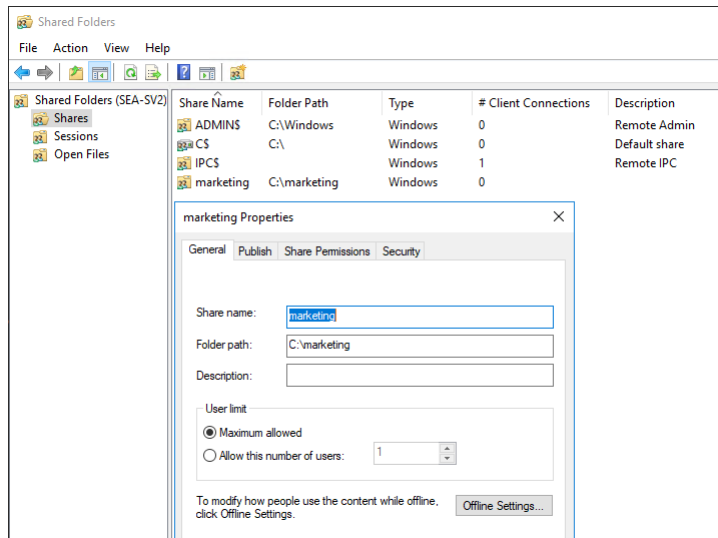 Shared Folders
File Action View Help
Shared Folders (SEA-SV2)
Shares
Sessions
Open Files
Share Name Folder Path Type # Client Connections Description
ADMIN$ C:\Windows Windows 0 Remote Admin
C$ C:\ Windows 0 Default share
IPC$ Windows 1 Remote IPC
marketing C:\marketing Windows 0
marketing Properties
General Publish Share Permissions Security
Share name: marketing
Folder path: C:\marketing
Description:
User limit
Maximum allowed
Allow this number of users: 1
To modify how people use the content while offline,
click Offline Settings.
Offline Settings...